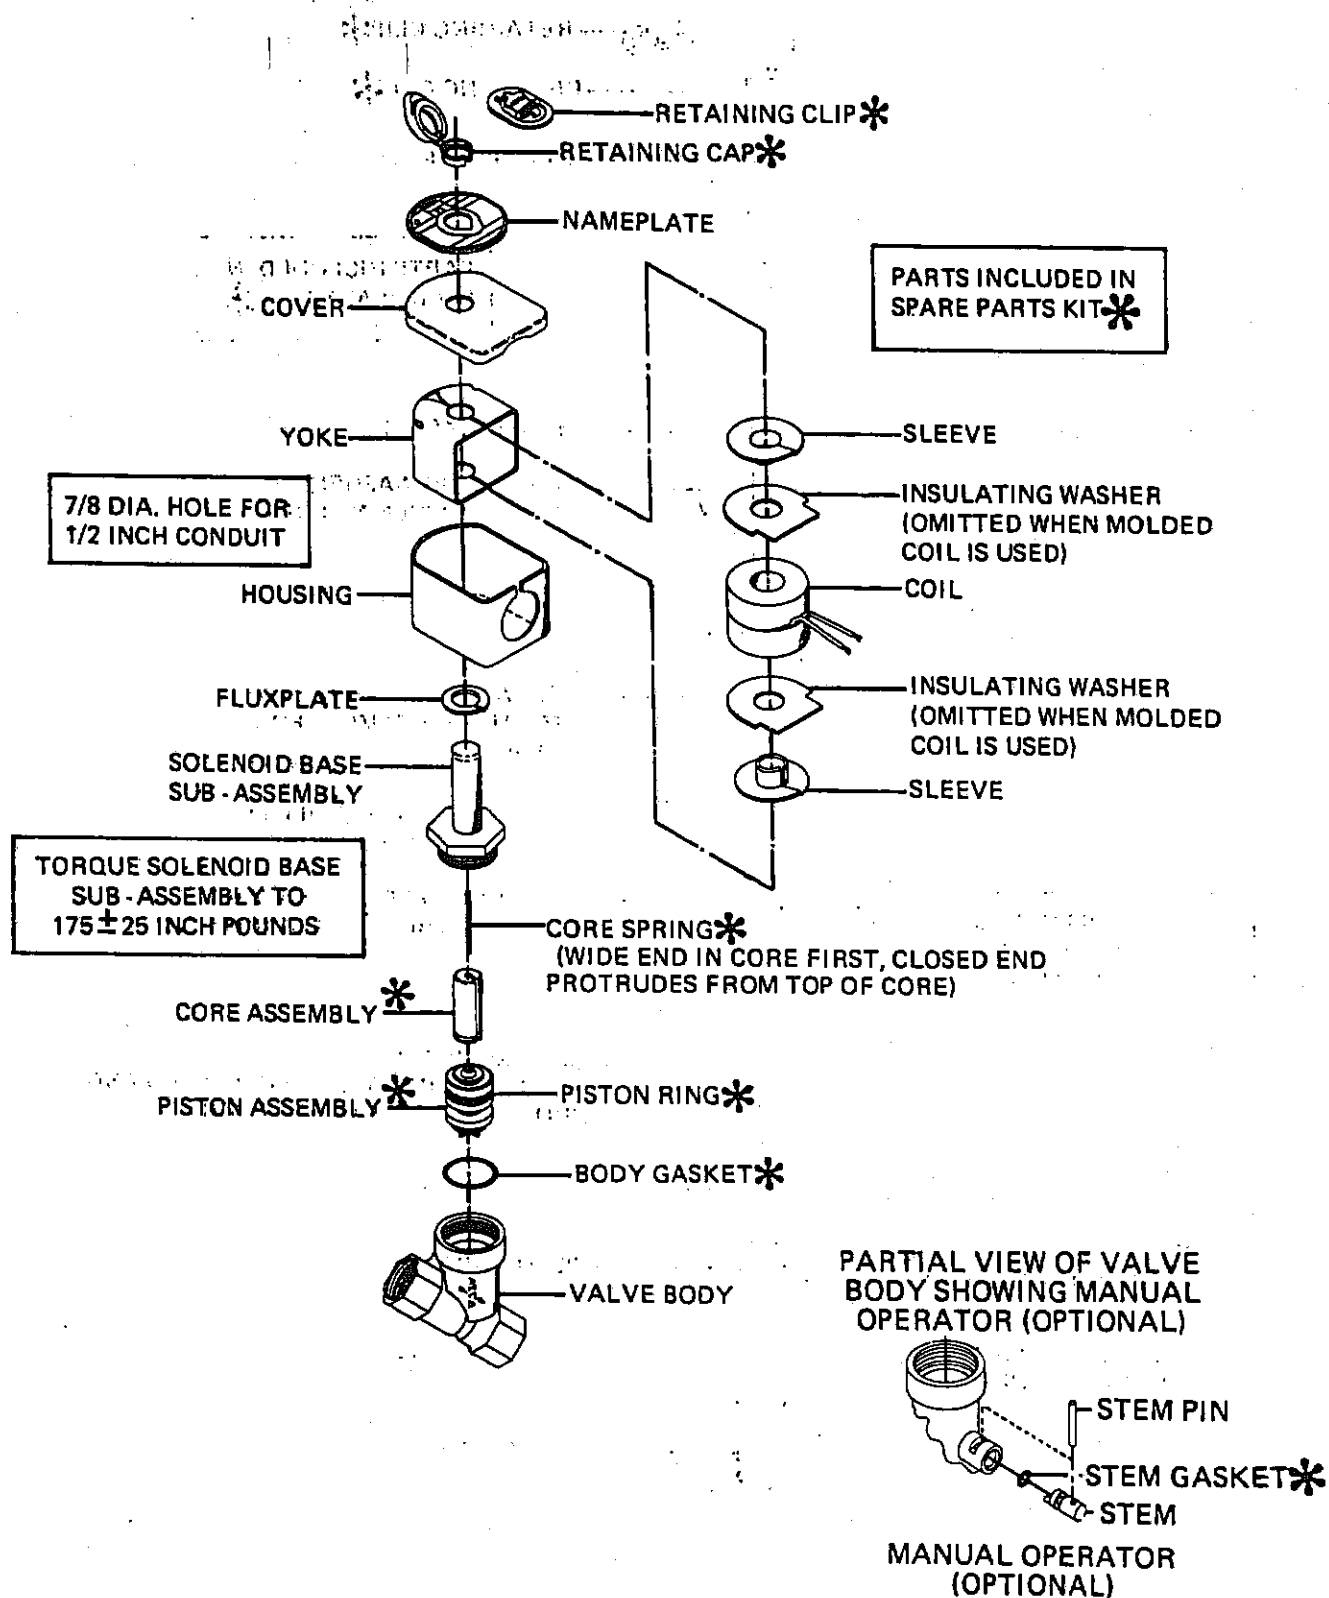 RETAINING CLIP*
RETAINING CAP*
NAMEPLATE
COVER
PARTS INCLUDED IN
SPARE PARTS KIT*
YOKE
SLEEVE
7/8 DIA. HOLE FOR
1/2 INCH CONDUIT
INSULATING WASHER
(OMITTED WHEN MOLDED
COIL IS USED)
HOUSING
COIL
FLUXPLATE
INSULATING WASHER
(OMITTED WHEN MOLDED
COIL IS USED)
SOLENOID BASE
SUB-ASSEMBLY
SLEEVE
TORQUE SOLENOID BASE
SUB-ASSEMBLY TO
175±25 INCH POUNDS
CORE SPRING*
(WIDE END IN CORE FIRST, CLOSED END
PROTRUDES FROM TOP OF CORE)
CORE ASSEMBLY*
PISTON RING*
PISTON ASSEMBLY*
BODY GASKET*
VALVE BODY
PARTIAL VIEW OF VALVE
BODY SHOWING MANUAL
OPERATOR (OPTIONAL)
STEM PIN
STEM GASKET*
STEM
MANUAL OPERATOR
(OPTIONAL)